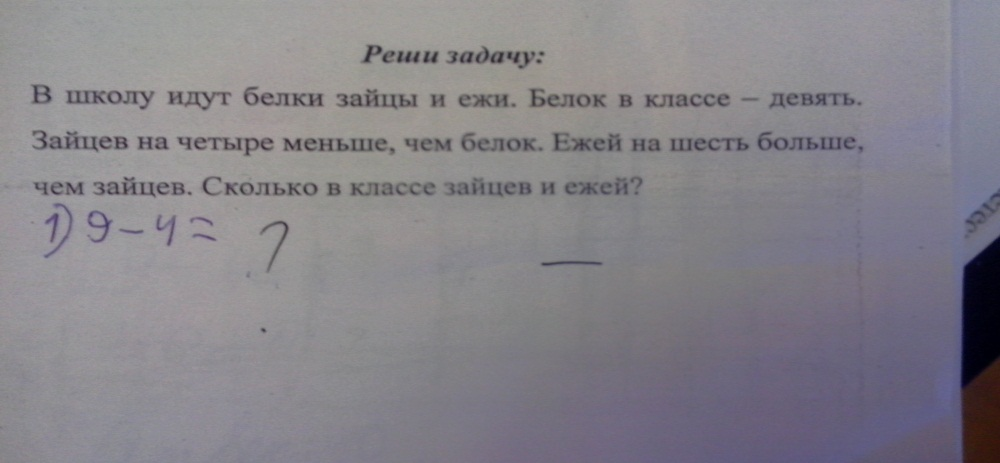 Реши задачу:
В школу идут белки зайцы и ежи. Белок в классе – девять.
Зайцев на четыре меньше, чем белок. Ежей на шесть больше,
чем зайцев. Сколько в классе зайцев и ежей?
1) 9 – 4 = ?